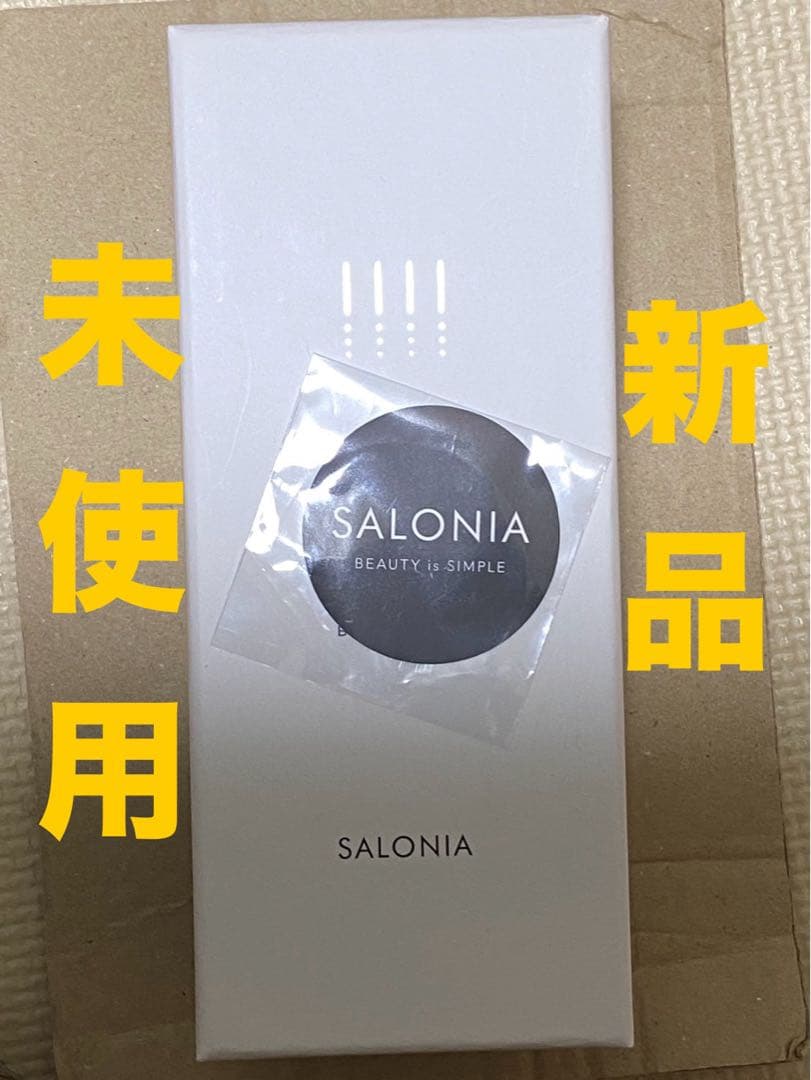 未使用
新品
SALONIA
BEAUTY is SIMPLE
SALONIA